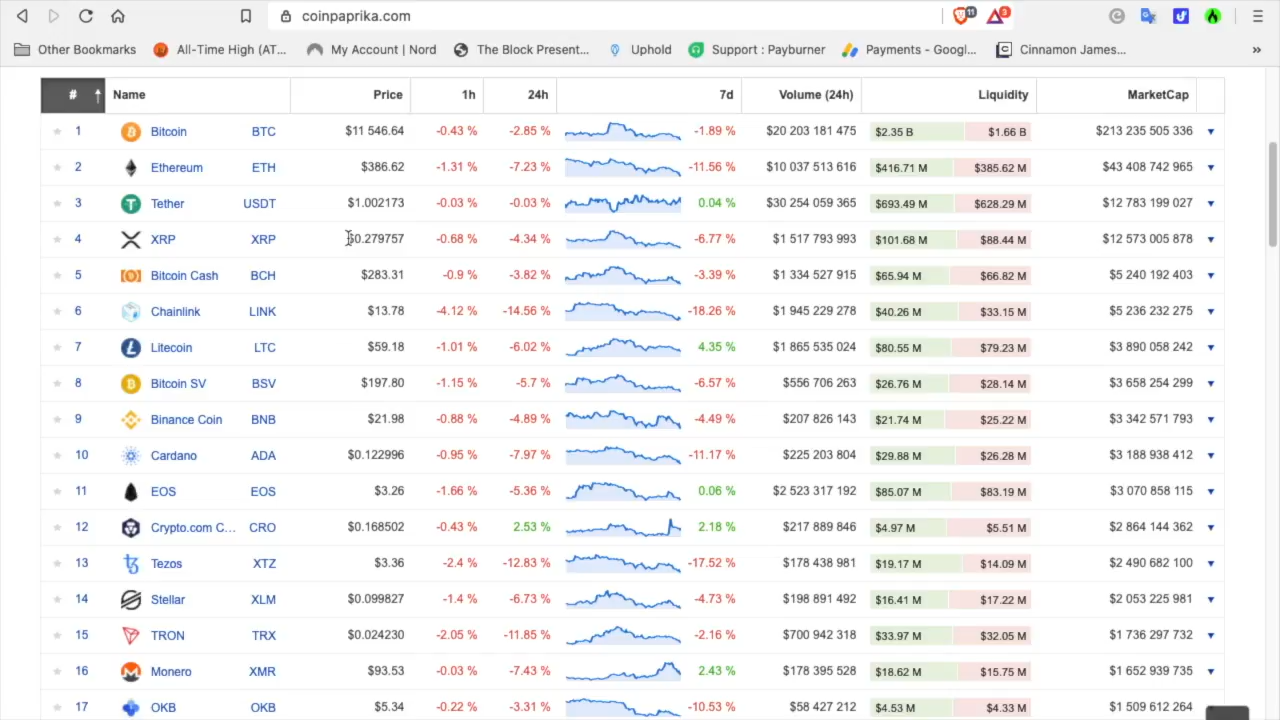 coinpaprika.com 11 3
Other Bookmarks All-Time High (AT... My Account | Nord The Block Present... Uphold Support : Payburner Payments - Googl... Cinnamon James... »
# ↑ Name Price 1h 24h 7d Volume (24h) Liquidity MarketCap
1 Bitcoin BTC $11 546.64 -0.43 % -2.85 % -1.89 % $20 203 181 475 $2.35 B $1.66 B $213 235 505 336
2 Ethereum ETH $386.62 -1.31 % -7.23 % -11.56 % $10 037 513 616 $416.71 M $385.62 M $43 408 742 965
3 Tether USDT $1.002173 -0.03 % -0.03 % 0.04 % $30 254 059 365 $693.49 M $628.29 M $12 783 199 027
4 XRP XRP $0.279757 -0.68 % -4.34 % -6.77 % $1 517 793 993 $101.68 M $88.44 M $12 573 005 878
5 Bitcoin Cash BCH $283.31 -0.9 % -3.82 % -3.39 % $1 334 527 915 $65.94 M $66.82 M $5 240 192 403
6 Chainlink LINK $13.78 -4.12 % -14.56 % -18.26 % $1 945 229 278 $40.26 M $33.15 M $5 236 232 275
7 Litecoin LTC $59.18 -1.01 % -6.02 % 4.35 % $1 865 535 024 $80.55 M $79.23 M $3 890 058 242
8 Bitcoin SV BSV $197.80 -1.15 % -5.7 % -6.57 % $556 706 263 $26.76 M $28.14 M $3 658 254 299
9 Binance Coin BNB $21.98 -0.88 % -4.89 % -4.49 % $207 826 143 $21.74 M $25.22 M $3 342 571 793
10 Cardano ADA $0.122996 -0.95 % -7.97 % -11.17 % $225 203 804 $29.88 M $26.28 M $3 188 938 412
11 EOS EOS $3.26 -1.66 % -5.36 % 0.06 % $2 523 317 192 $85.07 M $83.19 M $3 070 858 115
12 Crypto.com C... CRO $0.168502 -0.43 % 2.53 % 2.18 % $217 889 846 $4.97 M $5.51 M $2 864 144 362
13 Tezos XTZ $3.36 -2.4 % -12.83 % -17.52 % $178 438 981 $19.17 M $14.09 M $2 490 682 100
14 Stellar XLM $0.099827 -1.4 % -6.73 % -4.73 % $198 891 492 $16.41 M $17.22 M $2 053 225 981
15 TRON TRX $0.024230 -2.05 % -11.85 % -2.16 % $700 942 318 $33.97 M $32.05 M $1 736 297 732
16 Monero XMR $93.53 -0.03 % -7.43 % 2.43 % $178 395 528 $18.62 M $15.75 M $1 652 939 735
17 OKB OKB $5.34 -0.22 % -3.31 % -10.53 % $58 427 212 $4.53 M $4.33 M $1 509 612 264